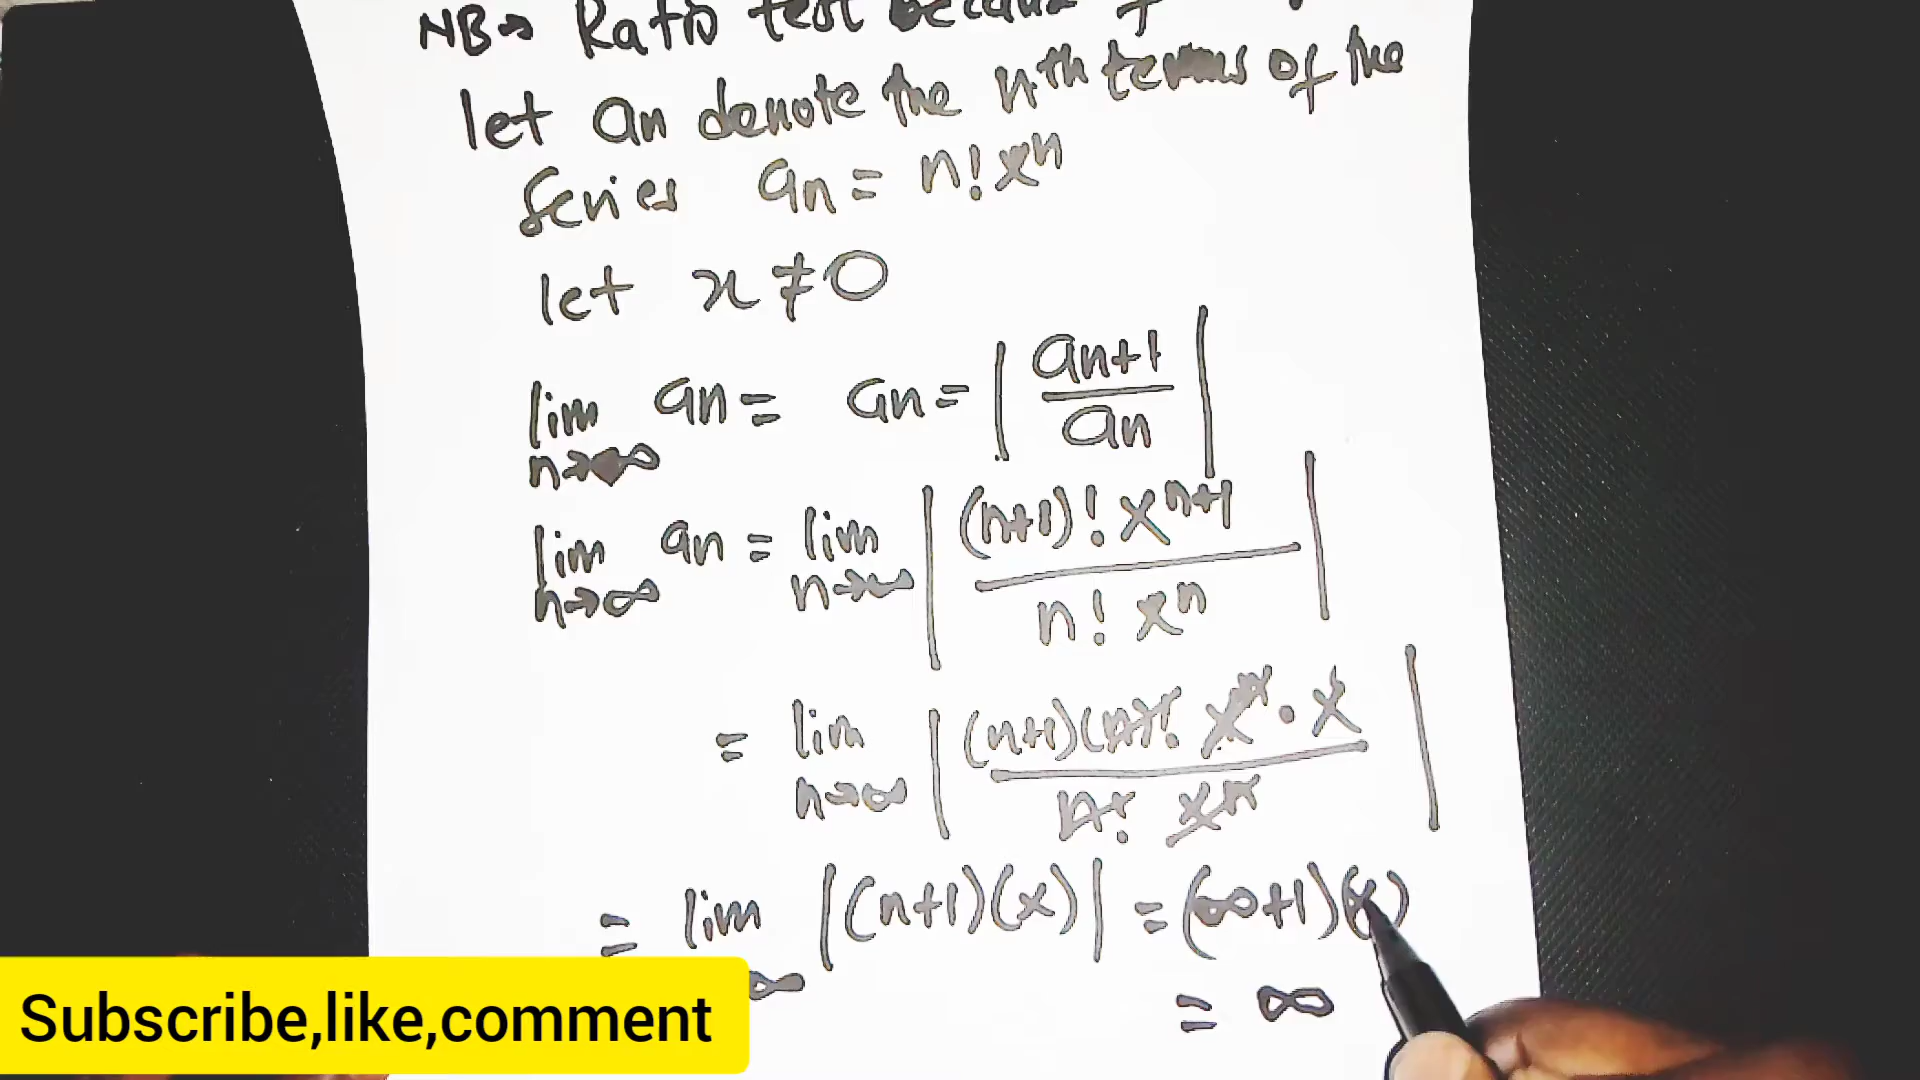 NB→ Ratio test because
let an denote the nth terms of the
series an = n! xⁿ
let x ≠ 0
lim n→∞ an = an = | an+1 / an |
lim n→∞ an = lim n→∞ | (n+1)! xⁿ⁺¹ / n! xⁿ |
= lim n→∞ | (n+1)(n)! xⁿ · x / n! xⁿ |
= lim ∞ |(n+1)(x)| = (∞+1)(x)
= ∞
Subscribe,like,comment